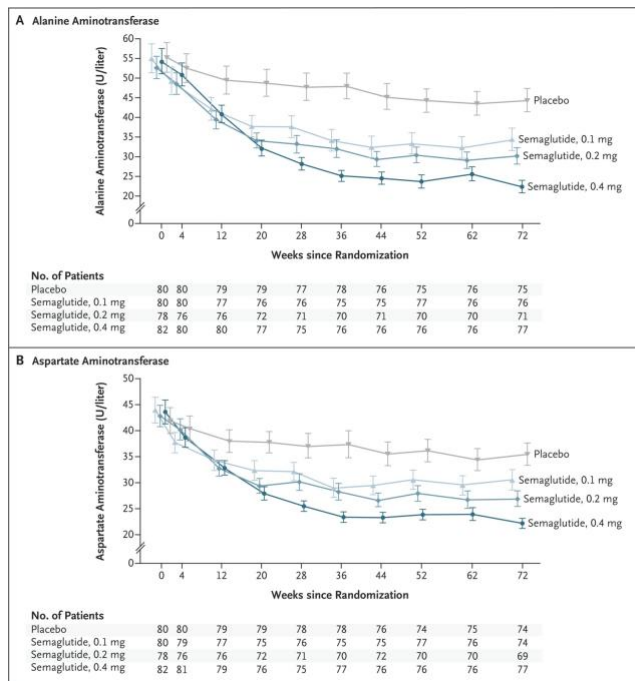 A Alanine Aminotransferase
Alanine Aminotransferase (U/liter)
60
55
50
45
40
35
30
25
20
0
Placebo
Semaglutide, 0.1 mg
Semaglutide, 0.2 mg
Semaglutide, 0.4 mg
0 4 12 20 28 36 44 52 62 72
Weeks since Randomization
No. of Patients
Placebo 80 80 79 79 77 78 76 75 76 75
Semaglutide, 0.1 mg 80 80 77 76 76 75 75 77 76 76
Semaglutide, 0.2 mg 78 76 76 72 71 70 71 70 70 71
Semaglutide, 0.4 mg 82 80 80 77 75 76 76 76 76 77
B Aspartate Aminotransferase
Aspartate Aminotransferase (U/liter)
50
45
40
35
30
25
20
0
Placebo
Semaglutide, 0.1 mg
Semaglutide, 0.2 mg
Semaglutide, 0.4 mg
0 4 12 20 28 36 44 52 62 72
Weeks since Randomization
No. of Patients
Placebo 80 80 79 79 78 78 76 74 75 74
Semaglutide, 0.1 mg 80 79 77 75 76 75 75 77 76 74
Semaglutide, 0.2 mg 78 76 76 72 71 70 72 70 70 69
Semaglutide, 0.4 mg 82 81 79 76 75 77 76 76 76 77